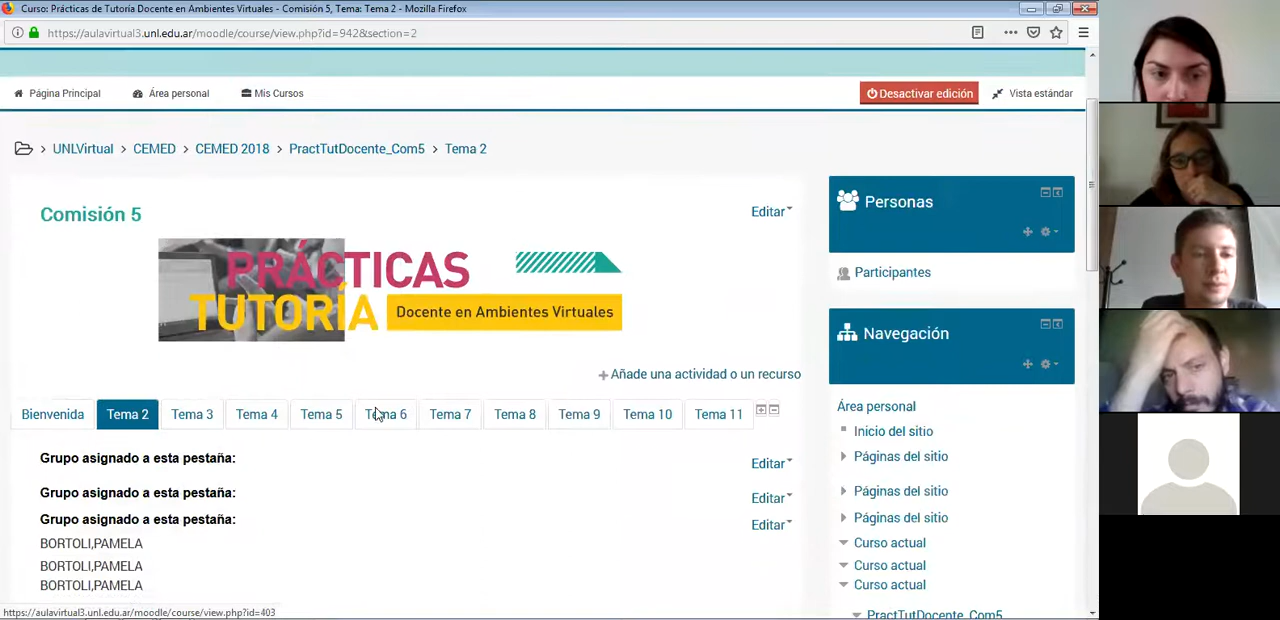 Curso: Prácticas de Tutoría Docente en Ambientes Virtuales - Comisión 5, Tema: Tema 2 - Mozilla Firefox
https://aulavirtual3.unl.edu.ar/moodle/course/view.php?id=942&section=2
Página Principal Área personal Mis Cursos Desactivar edición Vista estándar
UNLVirtual > CEMED > CEMED 2018 > PractTutDocente_Com5 > Tema 2
Personas
Comisión 5 Editar
PRÁCTICAS
TUTORÍA Docente en Ambientes Virtuales
Participantes
Navegación
Añade una actividad o un recurso
Bienvenida Tema 2 Tema 3 Tema 4 Tema 5 Tema 6 Tema 7 Tema 8 Tema 9 Tema 10 Tema 11
Área personal
Inicio del sitio
Páginas del sitio
Páginas del sitio
Páginas del sitio
Curso actual
Curso actual
Curso actual
PractTutDocente_Com5
Grupo asignado a esta pestaña: Editar
Grupo asignado a esta pestaña: Editar
Grupo asignado a esta pestaña: Editar
BORTOLI,PAMELA
BORTOLI,PAMELA
BORTOLI,PAMELA
https://aulavirtual3.unl.edu.ar/moodle/course/view.php?id=403